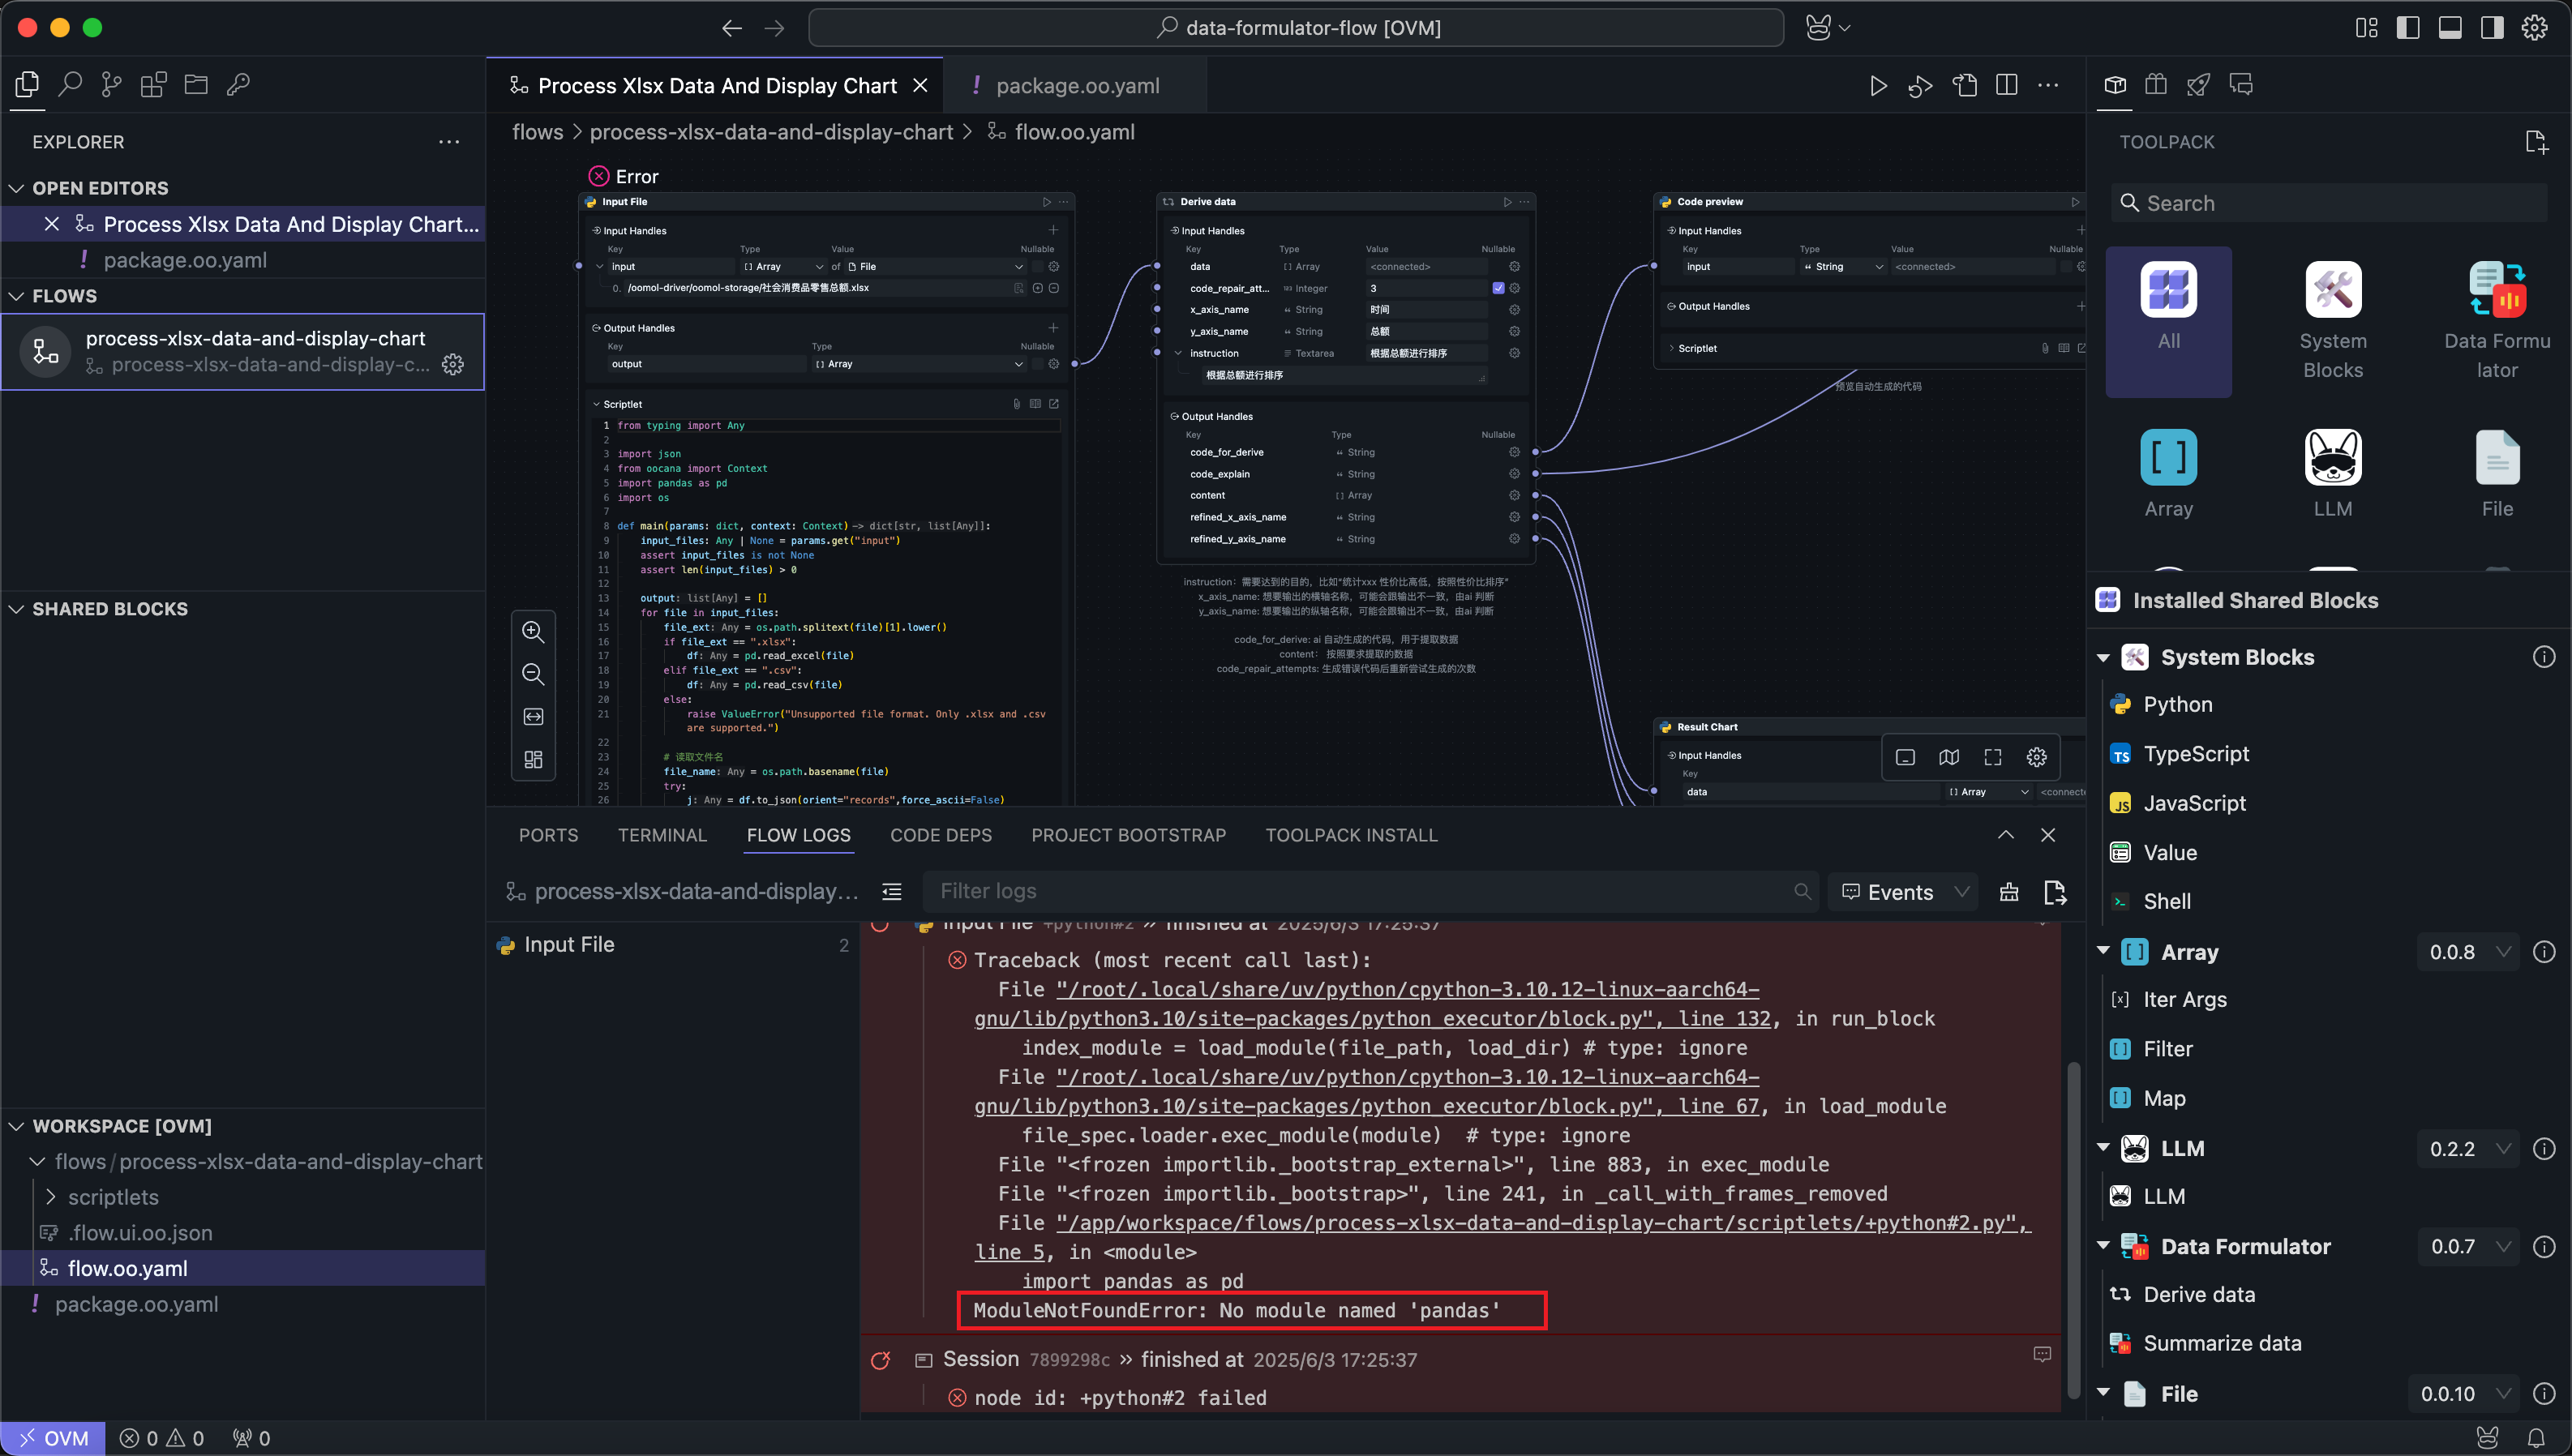 data-formulator-flow [OVM]
Process Xlsx Data And Display Chart
package.oo.yaml
EXPLORER
OPEN EDITORS
Process Xlsx Data And Display Chart...
package.oo.yaml
FLOWS
process-xlsx-data-and-display-chart
process-xlsx-data-and-display-c...
SHARED BLOCKS
WORKSPACE [OVM]
flows/process-xlsx-data-and-display-chart
scriptlets
.flow.ui.oo.json
flow.oo.yaml
package.oo.yaml
flows > process-xlsx-data-and-display-chart > flow.oo.yaml
Error
Input File
Input Handles
Key Type Value Nullable
input [] Array of File
0. /oomol-driver/oomol-storage/社会消费品零售总额.xlsx
Output Handles
Key Type Nullable
output [] Array
Scriptlet
1 from typing import Any
2
3 import json
4 from oocana import Context
5 import pandas as pd
6 import os
7
8 def main(params: dict, context: Context) -> dict[str, list[Any]]:
9 input_files: Any | None = params.get("input")
10 assert input_files is not None
11 assert len(input_files) > 0
12
13 output: list[Any] = []
14 for file in input_files:
15 file_ext: Any = os.path.splitext(file)[1].lower()
16 if file_ext == ".xlsx":
17 df: Any = pd.read_excel(file)
18 elif file_ext == ".csv":
19 df: Any = pd.read_csv(file)
20 else:
21 raise ValueError("Unsupported file format. Only .xlsx and .csv
are supported.")
22
23 # 读取文件名
24 file_name: Any = os.path.basename(file)
25 try:
26 j: Any = df.to_json(orient="records",force_ascii=False)
Derive data
Input Handles
Key Type Value Nullable
data [] Array <connected>
code_repair_att... Integer 3
x_axis_name String 时间
y_axis_name String 总额
instruction Textarea 根据总额进行排序
根据总额进行排序
Output Handles
Key Type Nullable
code_for_derive String
code_explain String
content [] Array
refined_x_axis_name String
refined_y_axis_name String
instruction：需要达到的目的，比如“统计xxx 性价比高低，按照性价比排序”
x_axis_name: 想要输出的横轴名称，可能会跟输出不一致，由ai 判断
y_axis_name: 想要输出的纵轴名称，可能会跟输出不一致，由ai 判断
code_for_derive: ai 自动生成的代码，用于提取数据
content： 按照要求提取的数据
code_repair_attempts: 生成错误代码后重新尝试生成的次数
Code preview
Input Handles
Key Type Value Nullable
input String <connected>
Output Handles
Scriptlet
预览自动生成的代码
Result Chart
Input Handles
Key
data [] Array <connecte
PORTS TERMINAL FLOW LOGS CODE DEPS PROJECT BOOTSTRAP TOOLPACK INSTALL
process-xlsx-data-and-display... Filter logs Events
Input File 2
Input File +python#2 » finished at 2025/6/3 17:25:37
Traceback (most recent call last):
File "/root/.local/share/uv/python/cpython-3.10.12-linux-aarch64-
gnu/lib/python3.10/site-packages/python_executor/block.py", line 132, in run_block
index_module = load_module(file_path, load_dir) # type: ignore
File "/root/.local/share/uv/python/cpython-3.10.12-linux-aarch64-
gnu/lib/python3.10/site-packages/python_executor/block.py", line 67, in load_module
file_spec.loader.exec_module(module) # type: ignore
File "<frozen importlib._bootstrap_external>", line 883, in exec_module
File "<frozen importlib._bootstrap>", line 241, in _call_with_frames_removed
File "/app/workspace/flows/process-xlsx-data-and-display-chart/scriptlets/+python#2.py",
line 5, in <module>
import pandas as pd
ModuleNotFoundError: No module named 'pandas'
Session 7899298c » finished at 2025/6/3 17:25:37
node id: +python#2 failed
TOOLPACK
Search
All
System
Blocks
Data Formu
lator
Array
LLM
File
Installed Shared Blocks
System Blocks
Python
TS TypeScript
JS JavaScript
Value
Shell
Array 0.0.8
Iter Args
Filter
Map
LLM 0.2.2
LLM
Data Formulator 0.0.7
Derive data
Summarize data
File 0.0.10
OVM 0 0 0